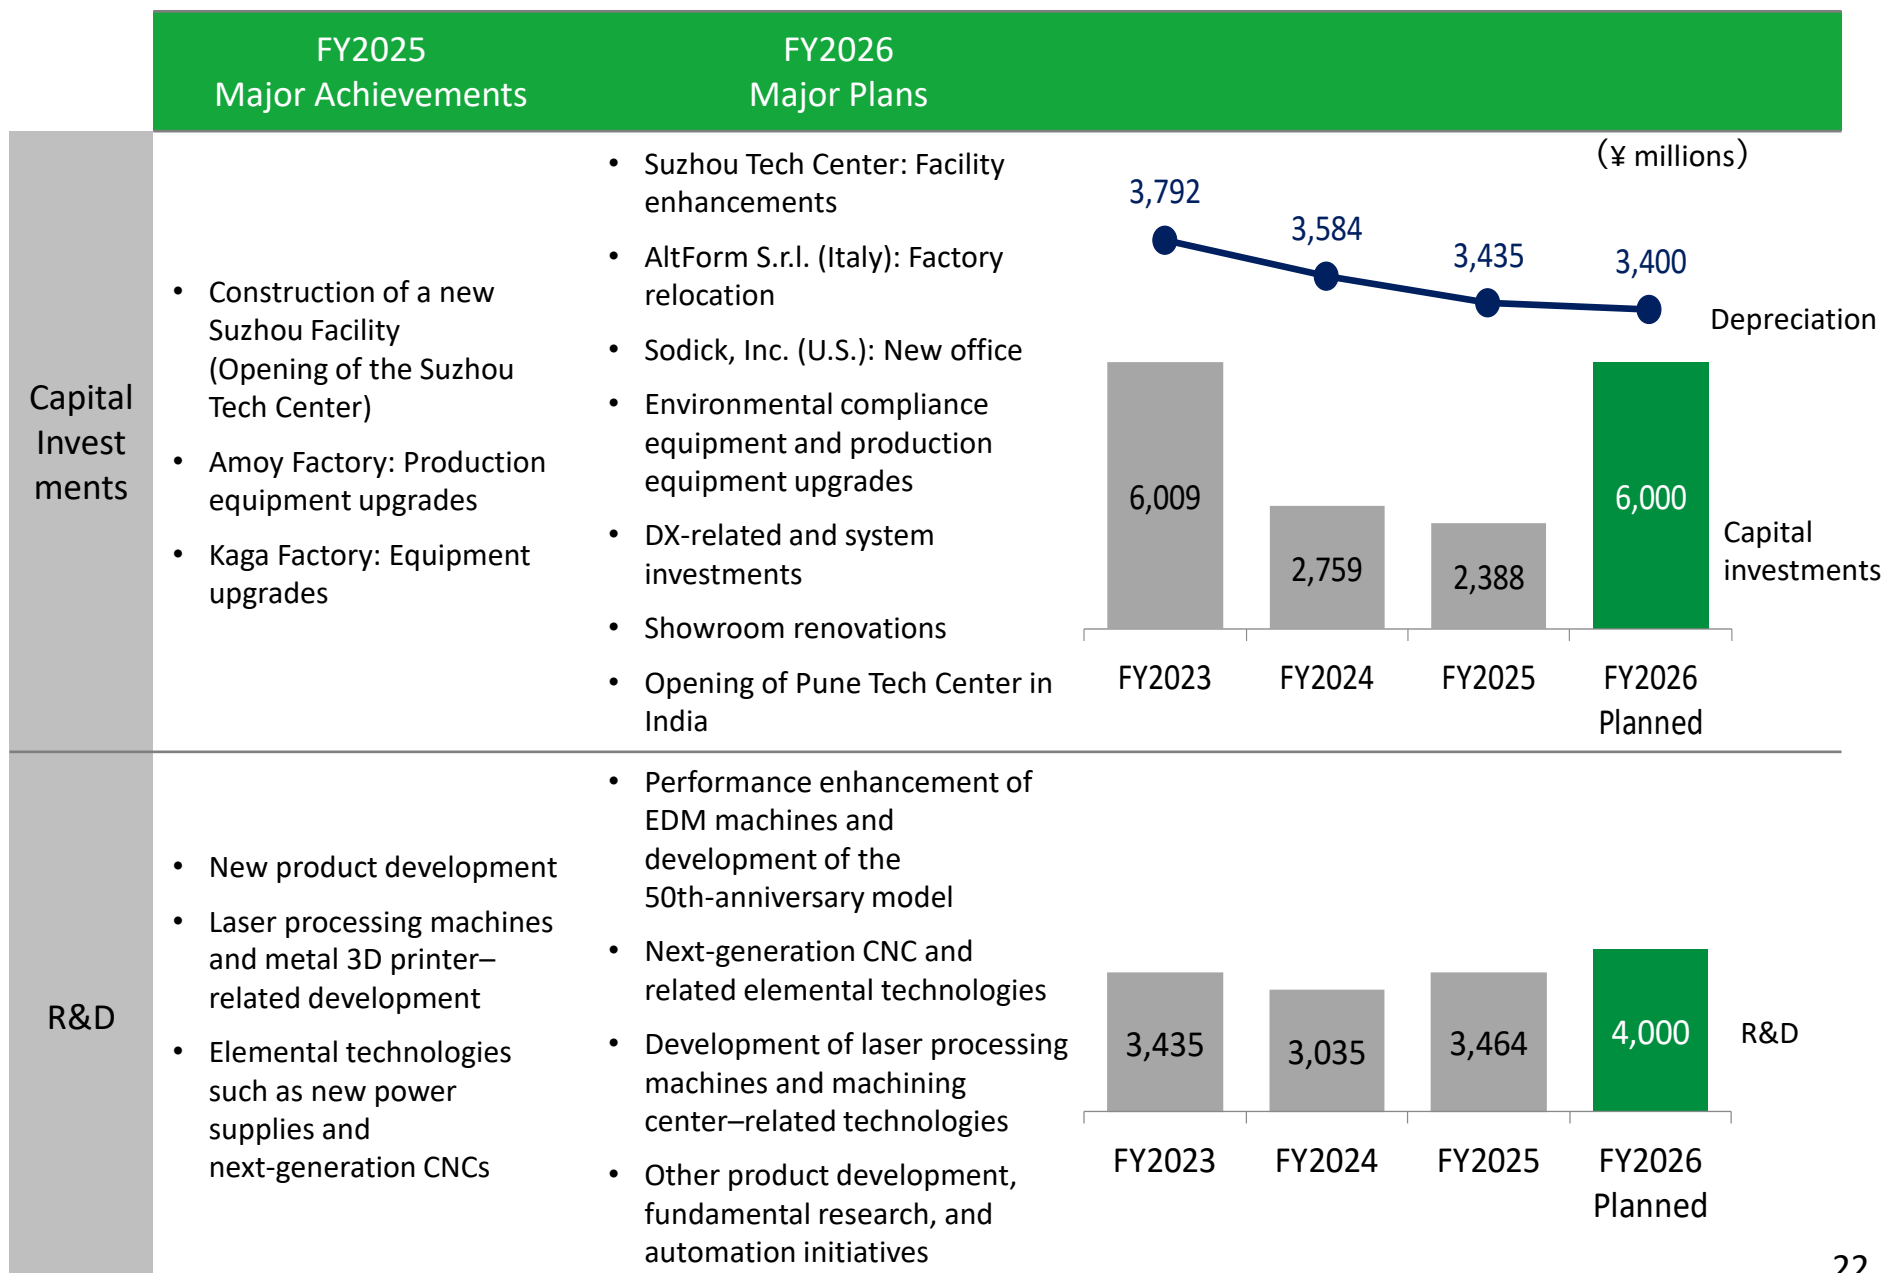 FY2025
Major Achievements
FY2026
Major Plans
Capital
Invest
ments
• Construction of a new
Suzhou Facility
(Opening of the Suzhou
Tech Center)
• Amoy Factory: Production
equipment upgrades
• Kaga Factory: Equipment
upgrades
• Suzhou Tech Center: Facility
enhancements
• AltForm S.r.l. (Italy): Factory
relocation
• Sodick, Inc. (U.S.): New office
• Environmental compliance
equipment and production
equipment upgrades
• DX-related and system
investments
• Showroom renovations
• Opening of Pune Tech Center in
India
（¥ millions）
3,792
3,584
3,435
3,400
Depreciation
6,009
2,759
2,388
6,000
Capital
investments
FY2023
FY2024
FY2025
FY2026
Planned
R&D
• New product development
• Laser processing machines
and metal 3D printer–
related development
• Elemental technologies
such as new power
supplies and
next-generation CNCs
• Performance enhancement of
EDM machines and
development of the
50th-anniversary model
• Next-generation CNC and
related elemental technologies
• Development of laser processing
machines and machining
center–related technologies
• Other product development,
fundamental research, and
automation initiatives
3,435
3,035
3,464
4,000
R&D
FY2023
FY2024
FY2025
FY2026
Planned
22